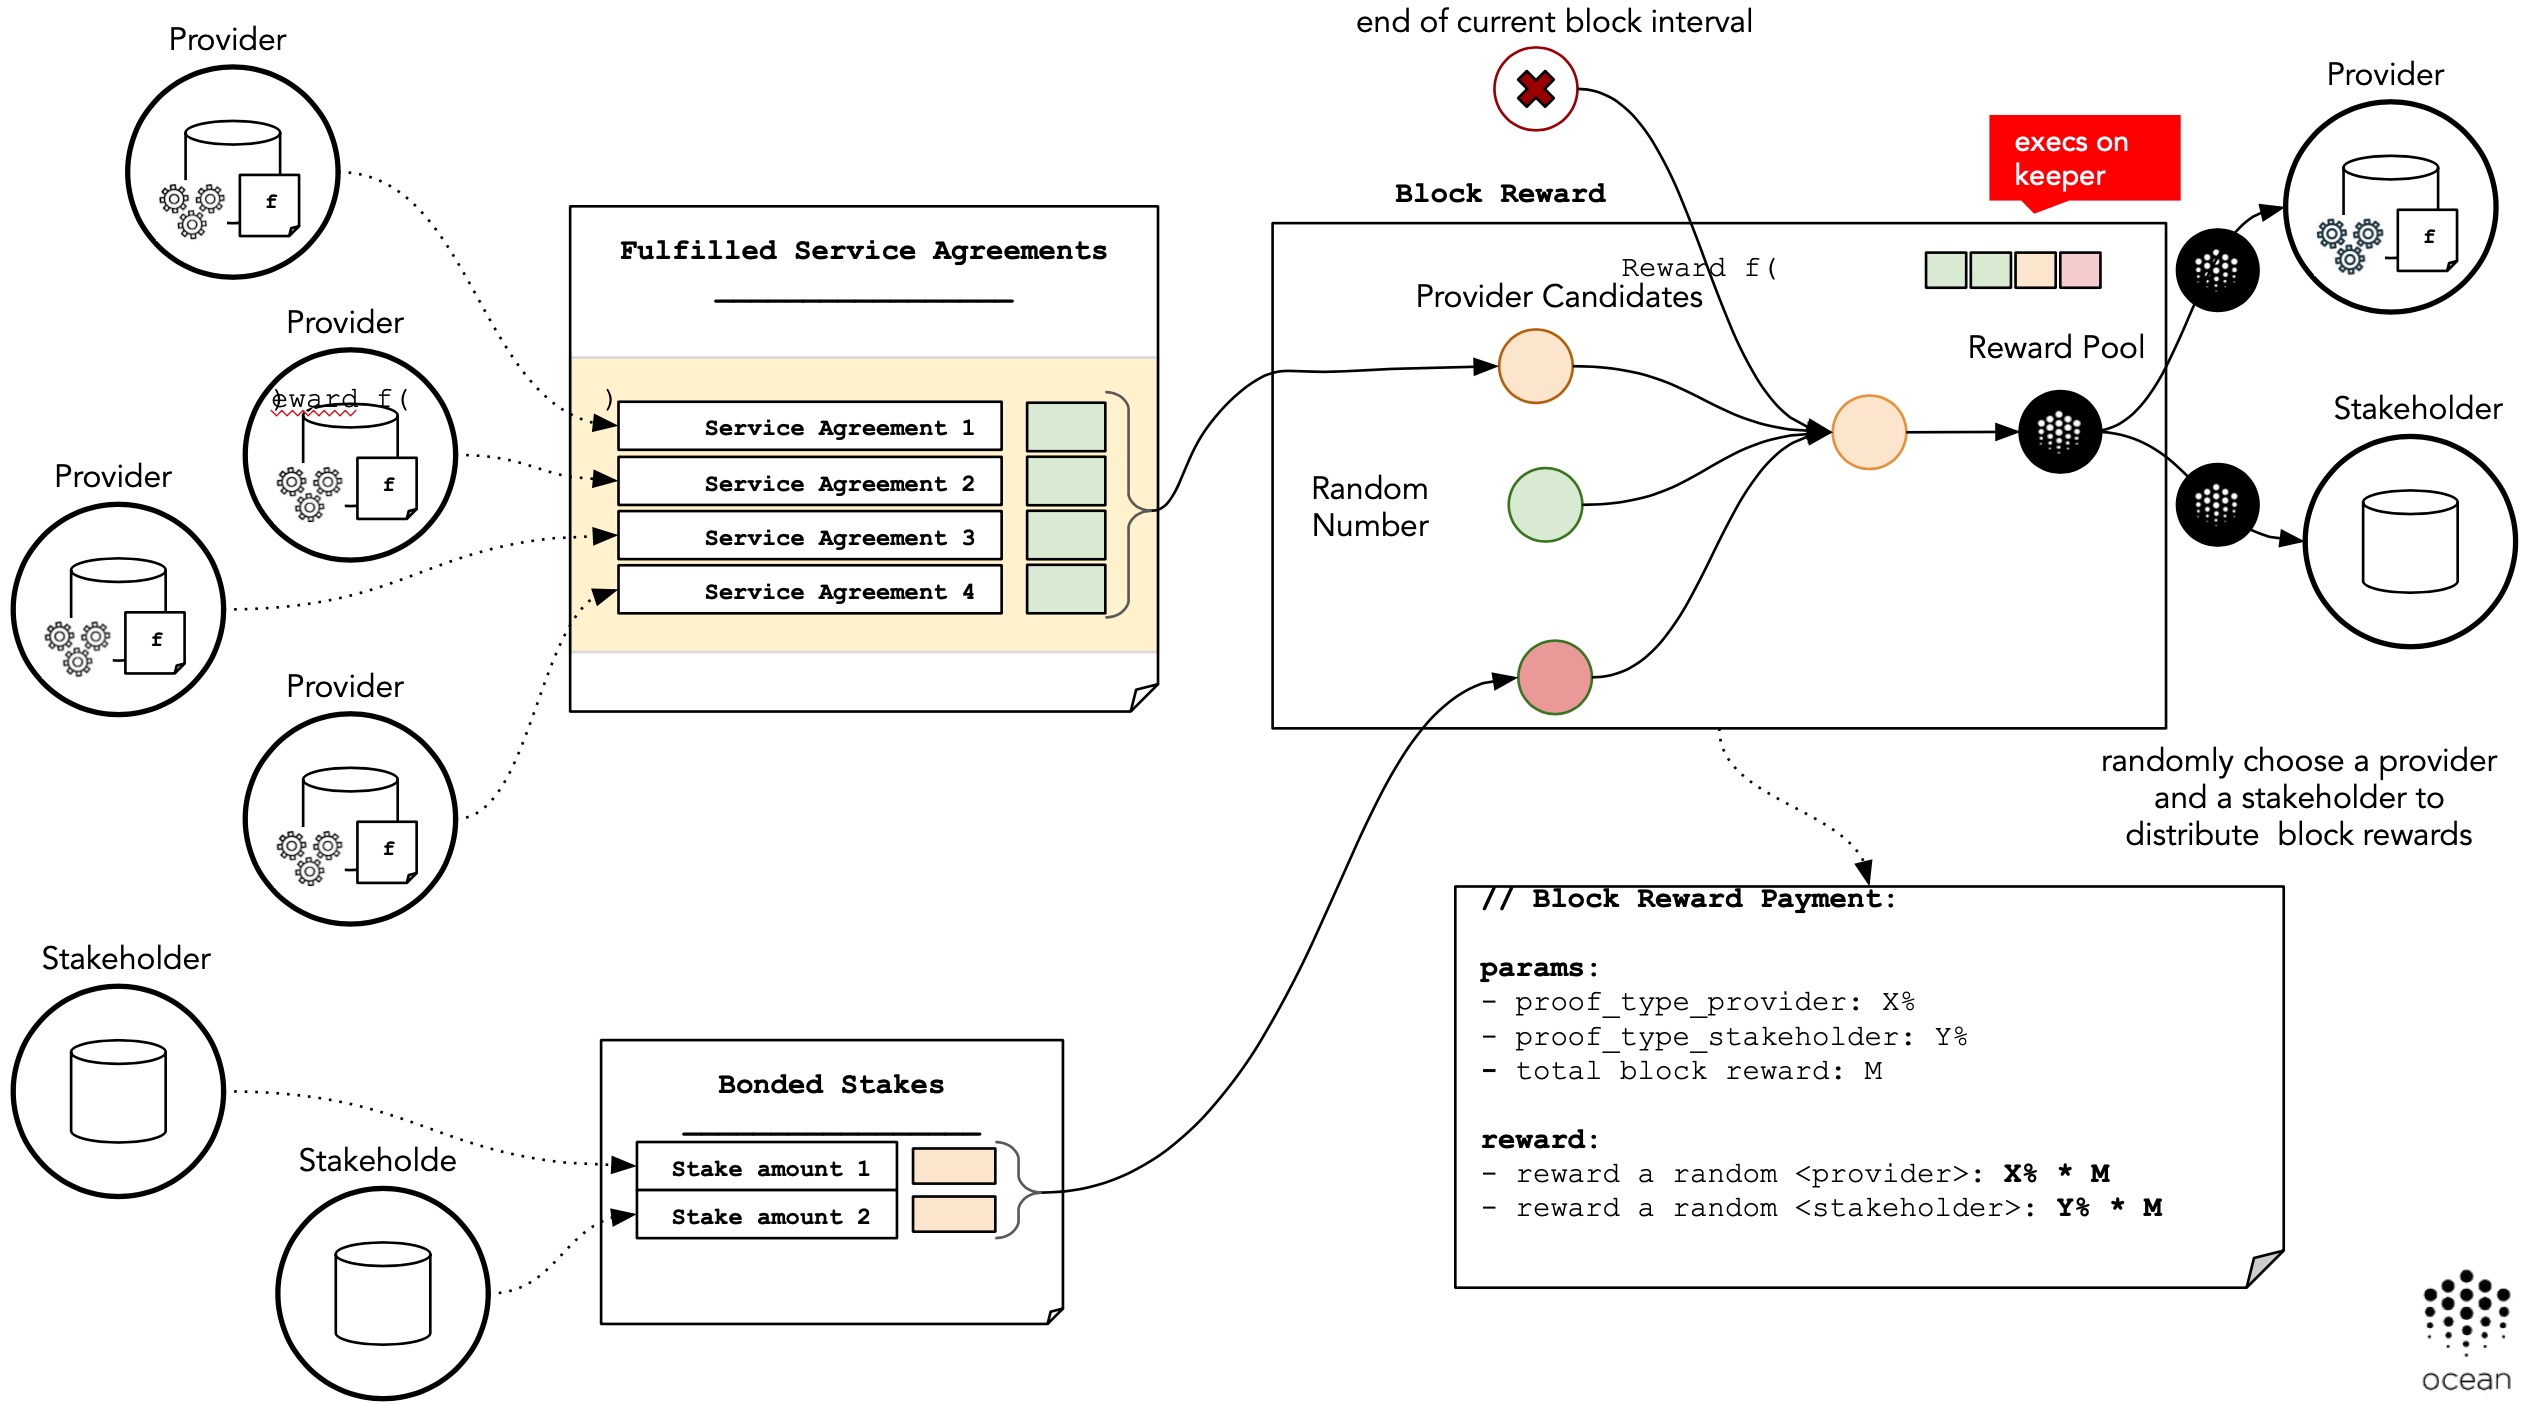 end of current block interval
Provider
Provider
execs on
keeper
Block Reward
Fulfilled Service Agreements
Reward f(
Provider Candidates
Provider
Reward Pool
)eward f(
)
Stakeholder
Service Agreement 1
Service Agreement 2
Service Agreement 3
Service Agreement 4
Provider
Random
Number
Provider
f
f
f
f
f
randomly choose a provider
and a stakeholder to
distribute block rewards
// Block Reward Payment:
params:
- proof_type_provider: X%
- proof_type_stakeholder: Y%
- total block reward: M
reward:
- reward a random <provider>: X% * M
- reward a random <stakeholder>: Y% * M
Stakeholder
Stakeholde
Bonded Stakes
Stake amount 1
Stake amount 2
ocean